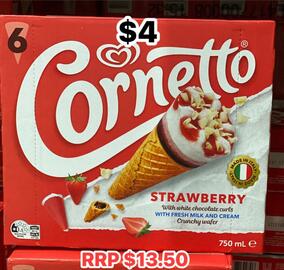 6
$4
Cornetto
STRAWBERRY
With white chocolate curls
WITH FRESH MILK AND CREAM
Crunchy wafer
750 mL e
RRP $13.50